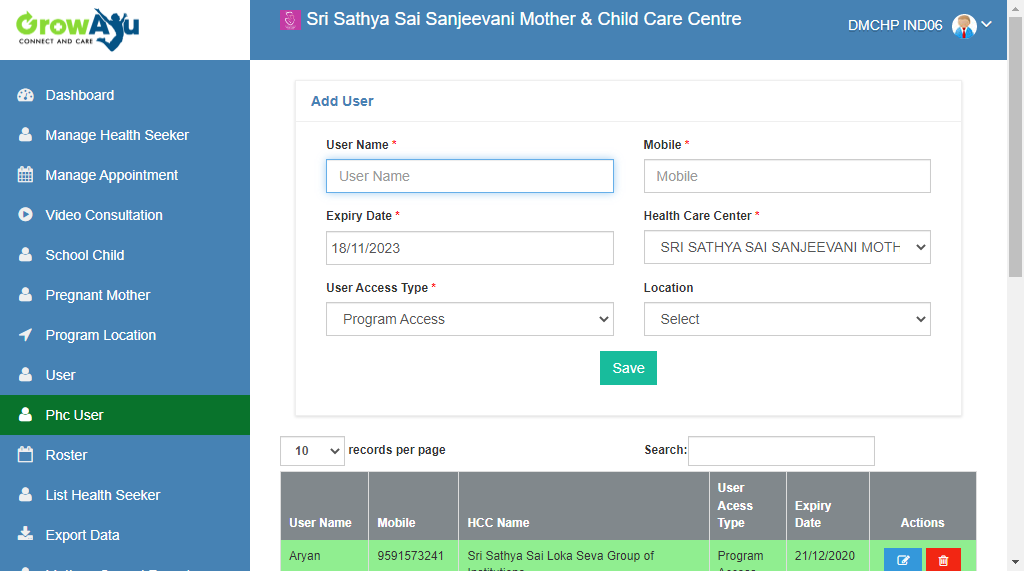 GrowAyu
CONNECT AND CARE
Sri Sathya Sai Sanjeevani Mother & Child Care Centre
DMCHP IND06
Dashboard
Manage Health Seeker
Manage Appointment
Video Consultation
School Child
Pregnant Mother
Program Location
User
Phc User
Roster
List Health Seeker
Export Data
Add User
User Name *
Mobile *
User Name
Mobile
Expiry Date *
Health Care Center *
18/11/2023
SRI SATHYA SAI SANJEEVANI MOTH
User Access Type *
Location
Program Access
Select
Save
10 records per page
Search:
User Name
Mobile
HCC Name
User
Acess
Type
Expiry
Date
Actions
Aryan
9591573241
Sri Sathya Sai Loka Seva Group of
Institutions
Program
Access
21/12/2020